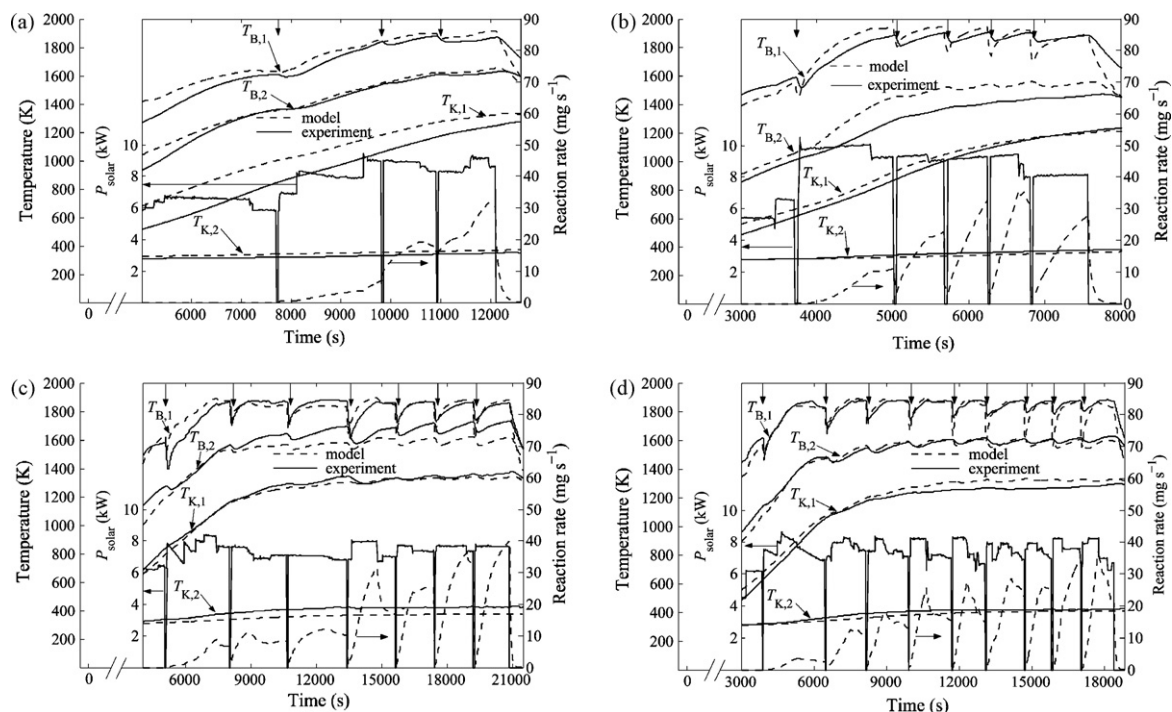 (a)
2000
1800
1600
1400
1200
1000
800
600
400
200
0
Temperature (K)
10
8
6
4
2
0
P_solar (kW)
90
80
70
60
50
40
30
20
10
0
Reaction rate (mg s⁻¹)
T_B,1
T_B,2
T_K,1
model
experiment
T_K,2
5000 6000 7000 8000 9000 10000 11000 12000
Time (s)
(b)
2000
1800
1600
1400
1200
1000
800
600
400
200
0
Temperature (K)
10
8
6
4
2
0
P_solar (kW)
90
80
70
60
50
40
30
20
10
0
Reaction rate (mg s⁻¹)
T_B,1
model
experiment
T_B,2
T_K,1
T_K,2
3000 4000 5000 6000 7000 8000
Time (s)
(c)
2000
1800
1600
1400
1200
1000
800
600
400
200
0
Temperature (K)
10
8
6
4
2
0
P_solar (kW)
90
80
70
60
50
40
30
20
10
0
Reaction rate (mg s⁻¹)
T_B,1
T_B,2
model
experiment
T_K,1
T_K,2
6000 9000 12000 15000 18000 21000
Time (s)
(d)
2000
1800
1600
1400
1200
1000
800
600
400
200
0
Temperature (K)
10
8
6
4
2
0
P_solar (kW)
90
80
70
60
50
40
30
20
10
0
Reaction rate (mg s⁻¹)
T_B,1
T_B,2
model
experiment
T_K,1
T_K,2
3000 6000 9000 12000 15000 18000
Time (s)